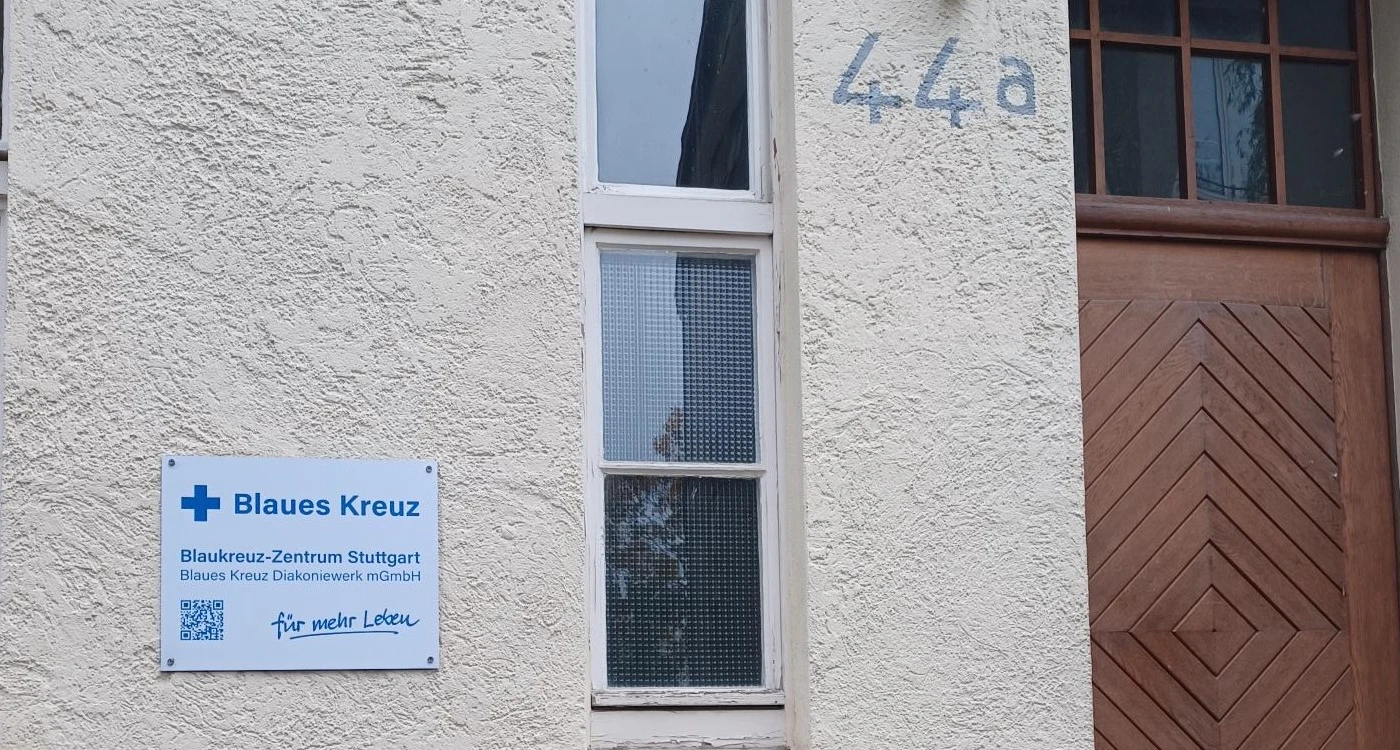 44a
Blaues Kreuz
Blaukreuz-Zentrum Stuttgart
Blaues Kreuz Diakoniewerk mGmbH
für mehr Leben